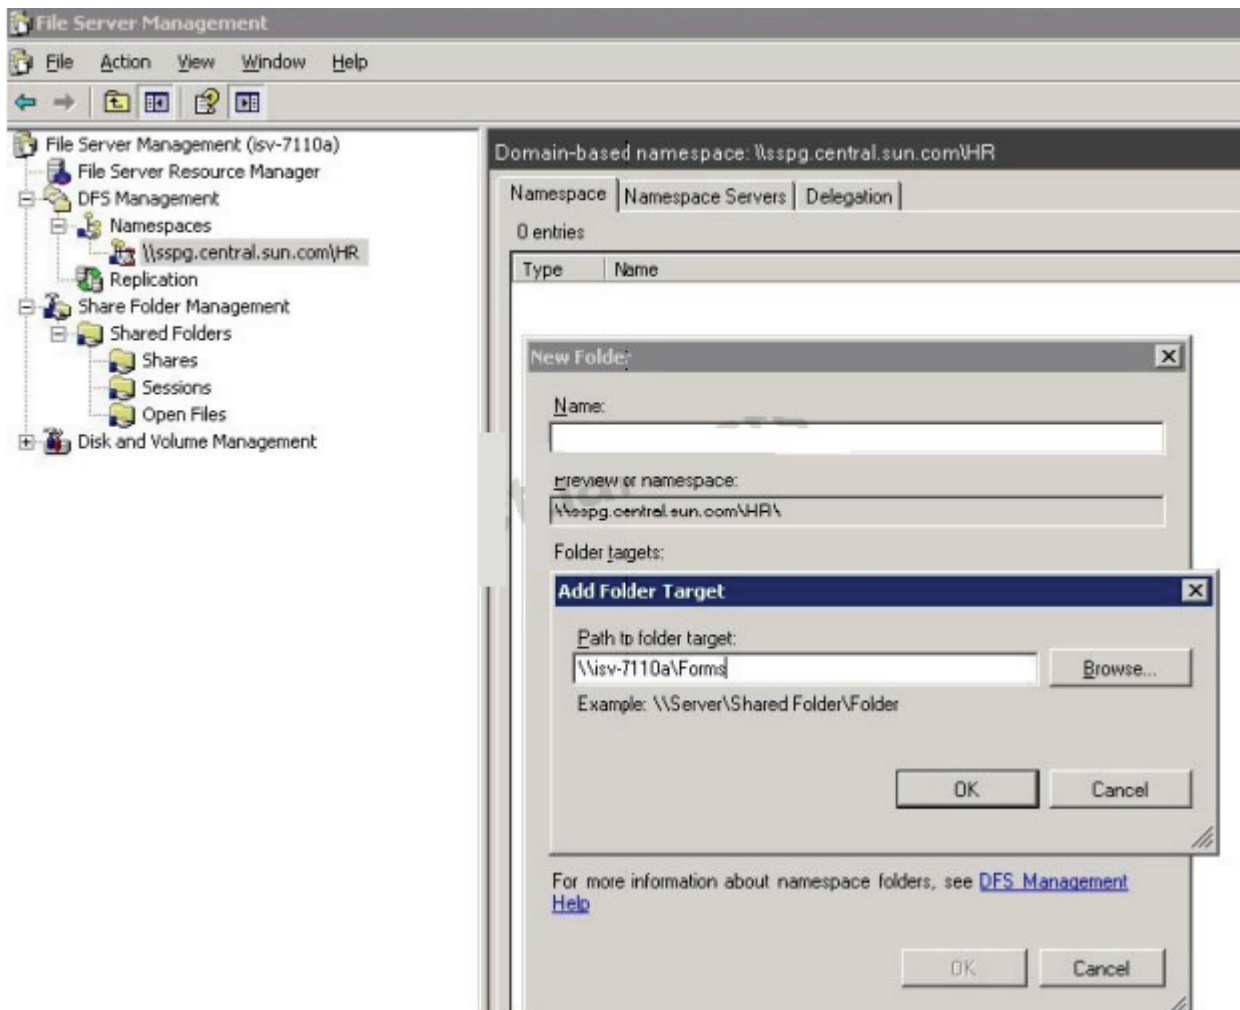 File Server Management
File Action View Window Help
File Server Management (isv-7110a)
File Server Resource Manager
DFS Management
Namespaces
\\sspg.central.sun.com\HR
Replication
Share Folder Management
Shared Folders
Shares
Sessions
Open Files
Disk and Volume Management
Domain-based namespace: \\sspg.central.sun.com\HR
Namespace Namespace Servers Delegation
0 entries
Type Name
New Folder
Name:
Preview of namespace:
\\sspg.central.sun.com\HR\
Folder targets:
Add Folder Target
Path to folder target:
\\isv-7110a\Forms
Browse...
Example: \\Server\Shared Folder\Folder
OK Cancel
For more information about namespace folders, see DFS Management
Help
OK Cancel